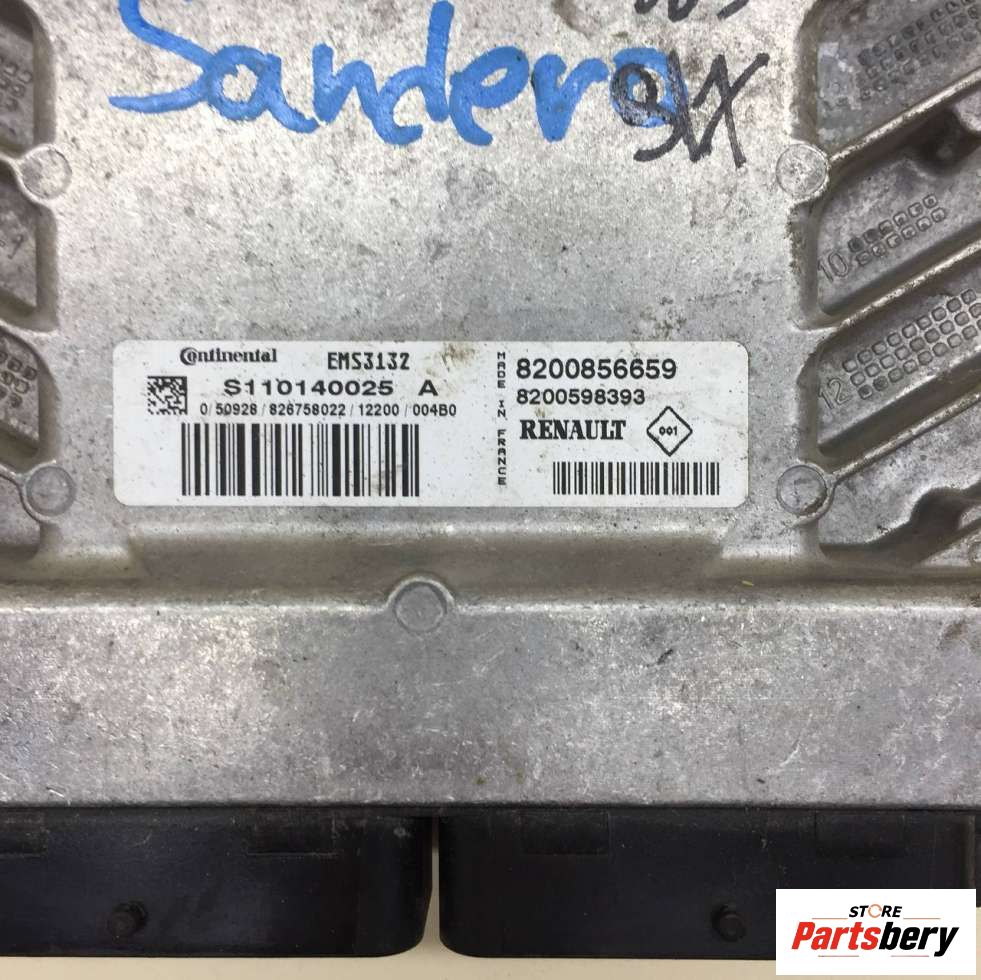 Sandero
-1
10
12
Continental EMS3132
S110140025 A
0/50928/826758022/12200/004B0
MADE IN FRANCE
8200856659
8200598393
RENAULT 001
STORE
Partsbery